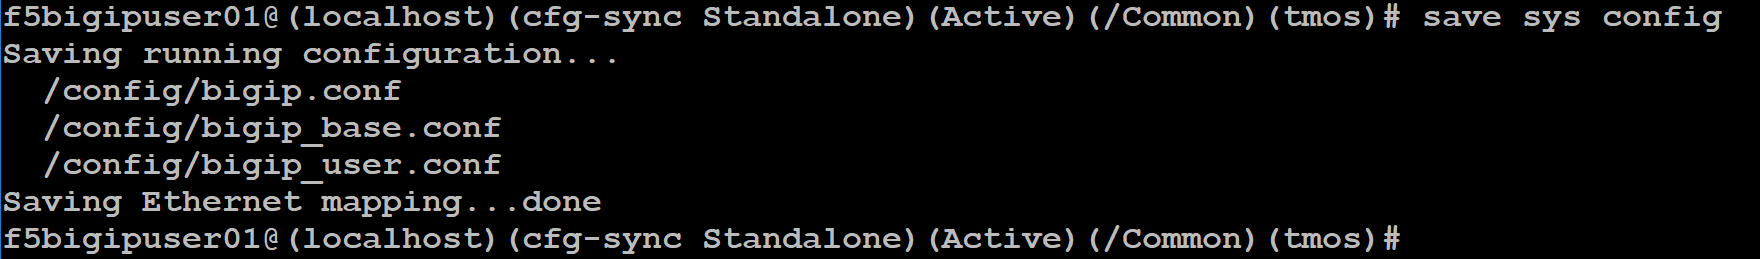 f5bigipuser01@(localhost)(cfg-sync Standalone)(Active)(/Common)(tmos)# save sys config
Saving running configuration...
  /config/bigip.conf
  /config/bigip_base.conf
  /config/bigip_user.conf
Saving Ethernet mapping...done
f5bigipuser01@(localhost)(cfg-sync Standalone)(Active)(/Common)(tmos)#